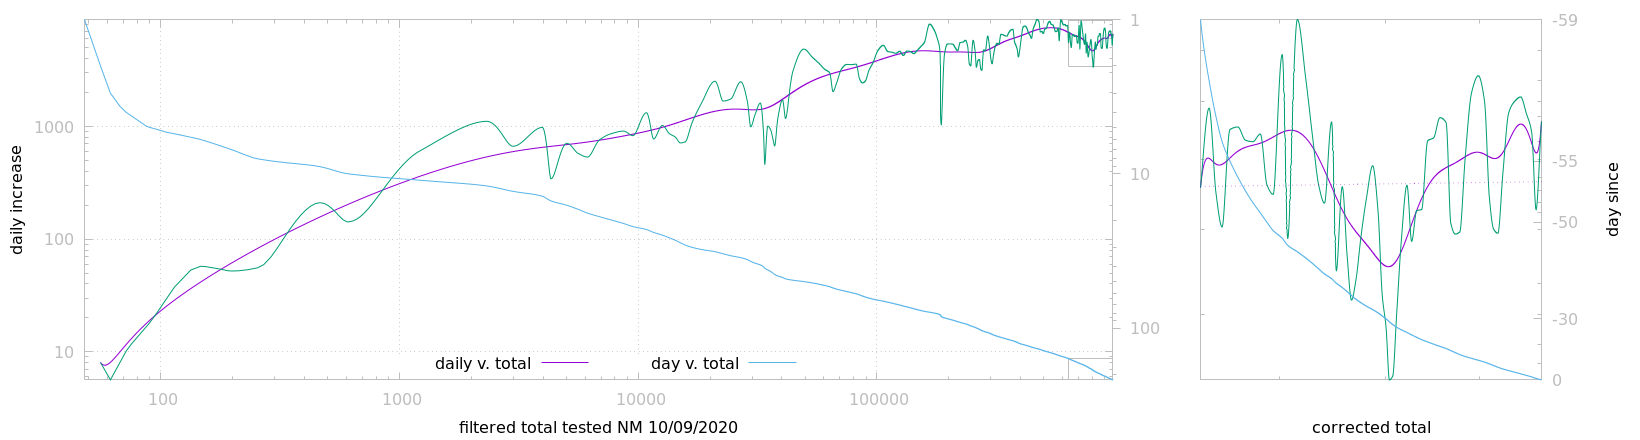 daily increase
1000
100
10
100
1000
10000
100000
1
10
100
daily v. total
day v. total
filtered total tested NM 10/09/2020
-59
-55
-50
-30
0
day since
corrected total